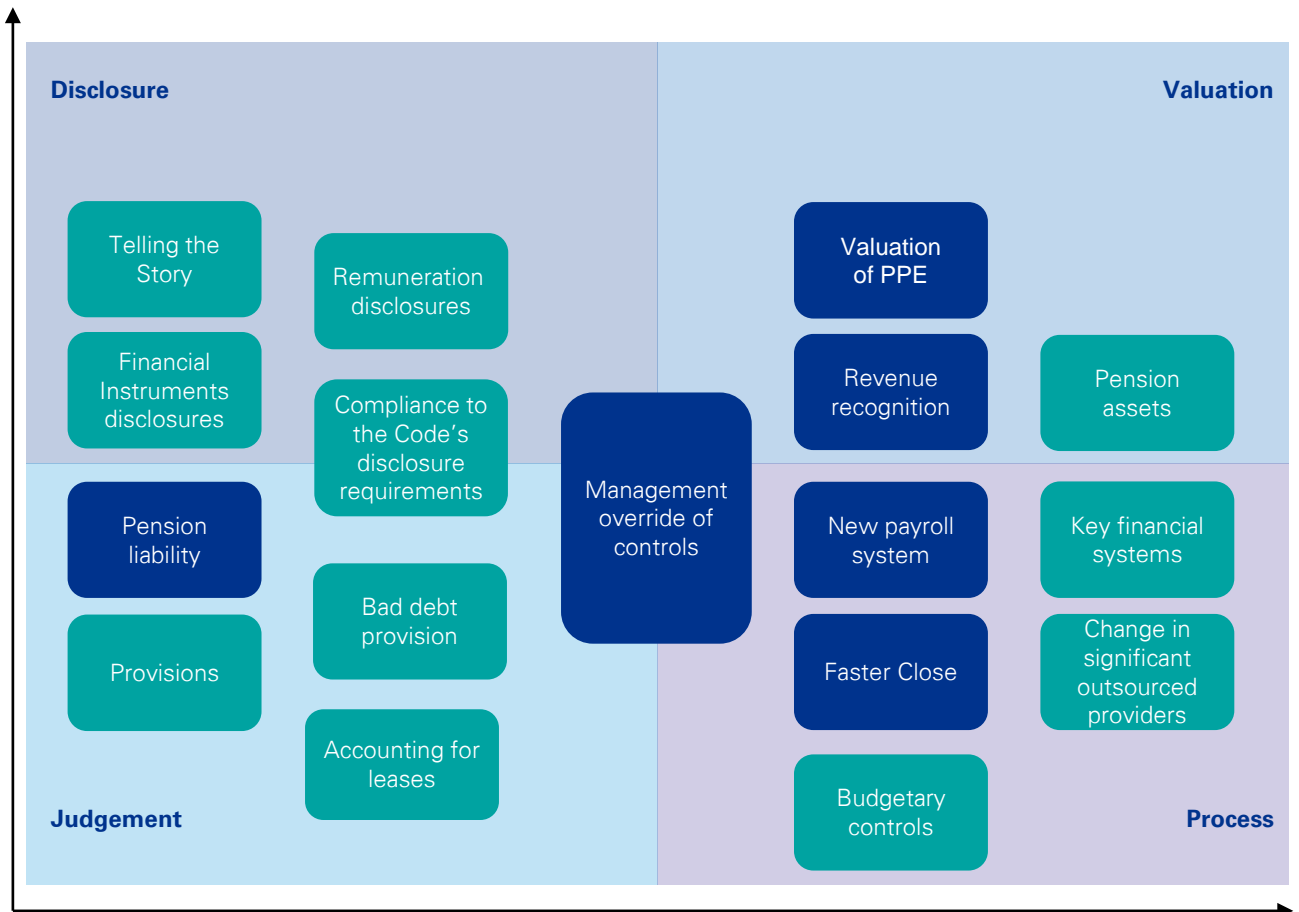 Disclosure
Valuation
Telling the
Story
Remuneration
disclosures
Financial
Instruments
disclosures
Compliance to
the Code’s
disclosure
requirements
Valuation
of PPE
Revenue
recognition
Pension
assets
Management
override of
controls
Pension
liability
Bad debt
provision
Provisions
Accounting for
leases
New payroll
system
Key financial
systems
Faster Close
Change in
significant
outsourced
providers
Budgetary
controls
Judgement
Process